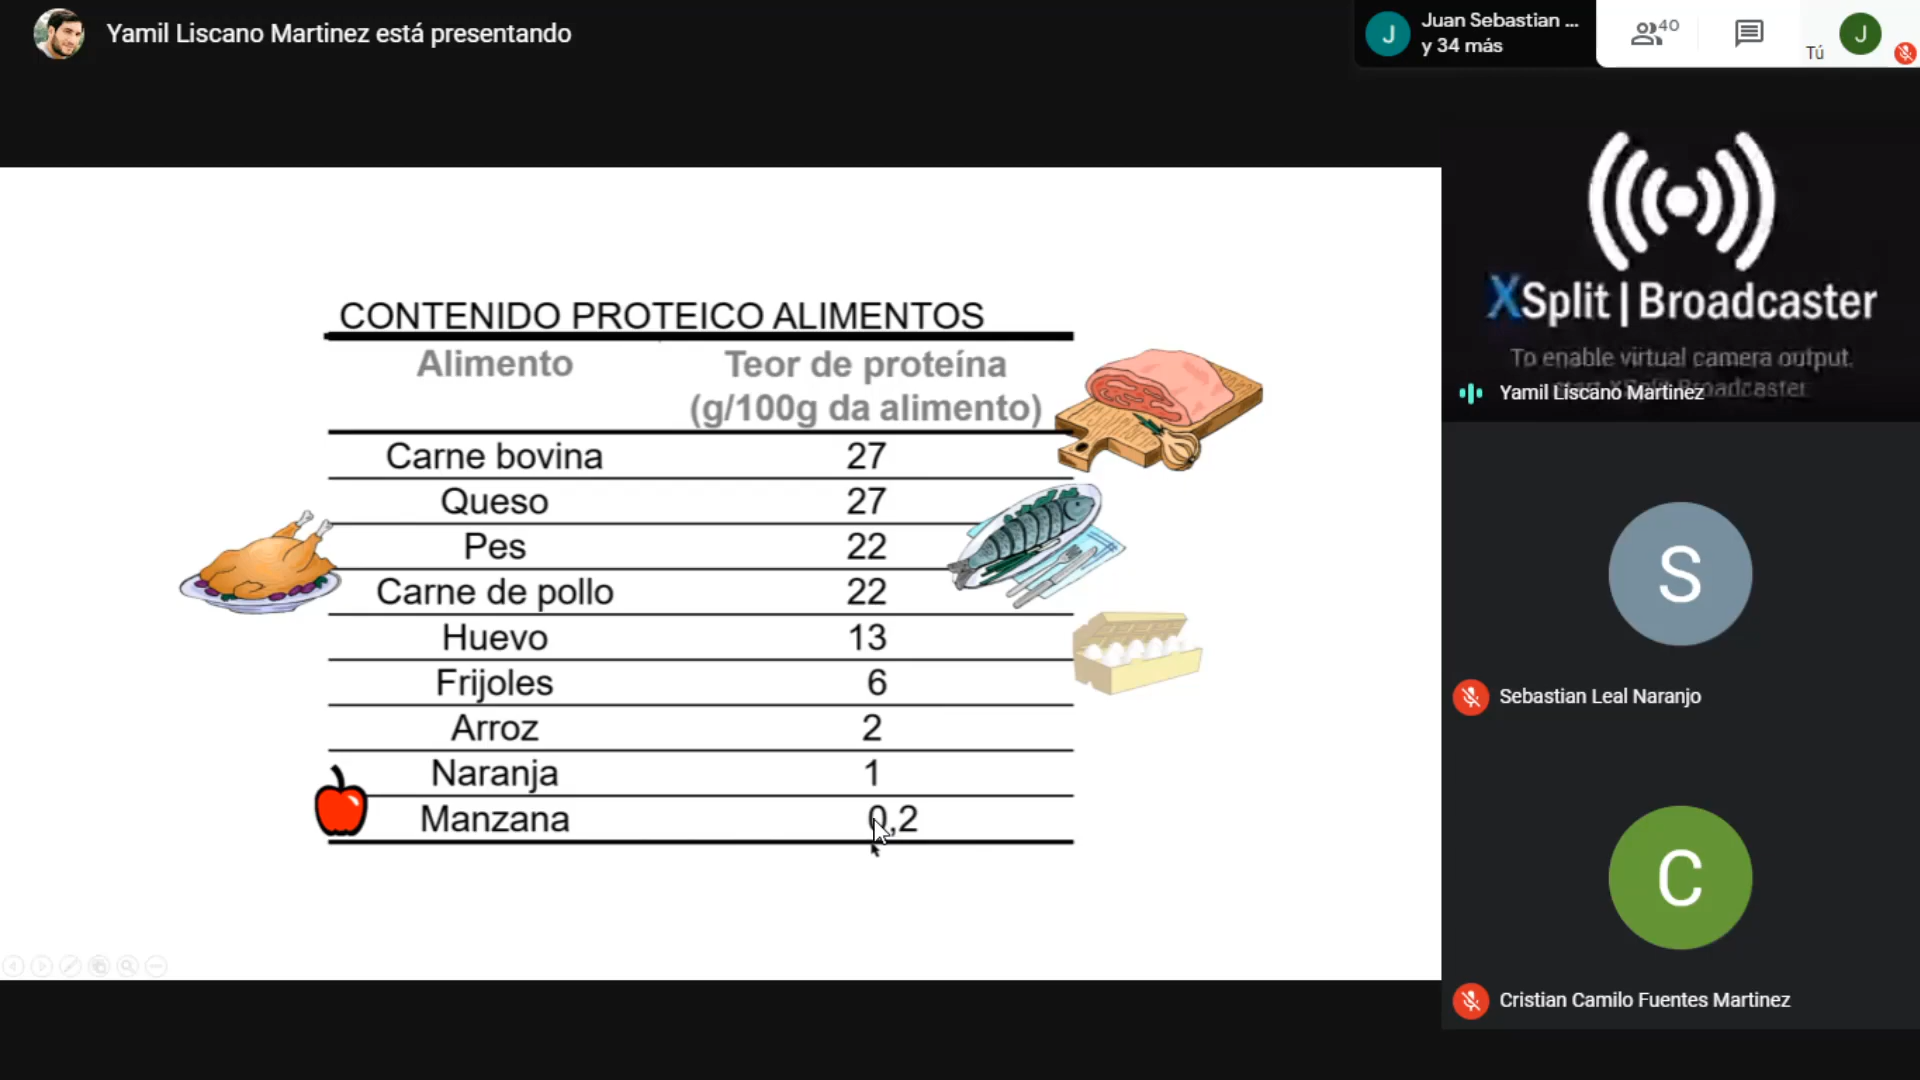 Yamil Liscano Martinez está presentando
J
Juan Sebastian ...
y 34 más
40
Tú
J
CONTENIDO PROTEICO ALIMENTOS
Alimento
Teor de proteína
(g/100g da alimento)
Carne bovina 27
Queso 27
Pes 22
Carne de pollo 22
Huevo 13
Frijoles 6
Arroz 2
Naranja 1
Manzana 0,2
XSplit | Broadcaster
To enable virtual camera output,
start XSplit Broadcaster
Yamil Liscano Martinez
S
Sebastian Leal Naranjo
C
Cristian Camilo Fuentes Martinez